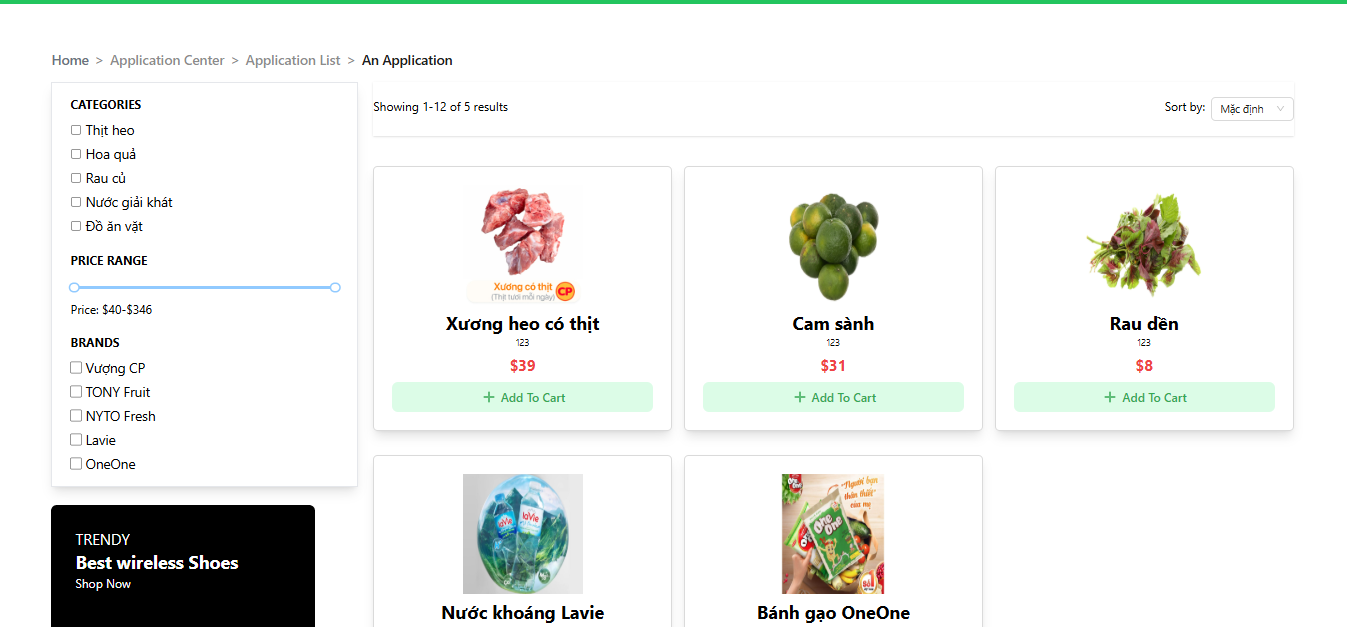 Home > Application Center > Application List > An Application
CATEGORIES
Thịt heo
Hoa quả
Rau củ
Nước giải khát
Đồ ăn vặt
PRICE RANGE
Price: $40-$346
BRANDS
Vượng CP
TONY Fruit
NYTO Fresh
Lavie
OneOne
TRENDY
Best wireless Shoes
Shop Now
Showing 1-12 of 5 results
Sort by: Mặc định
Xương có thịt
(Thịt tươi mỗi ngày)
CP
Xương heo có thịt
123
$39
+ Add To Cart
Cam sành
123
$31
+ Add To Cart
Rau dền
123
$8
+ Add To Cart
laVie
laVie
Nước khoáng Lavie
"Người bạn
thân thiết"
của mẹ
One One
Số 1
Bánh gạo OneOne